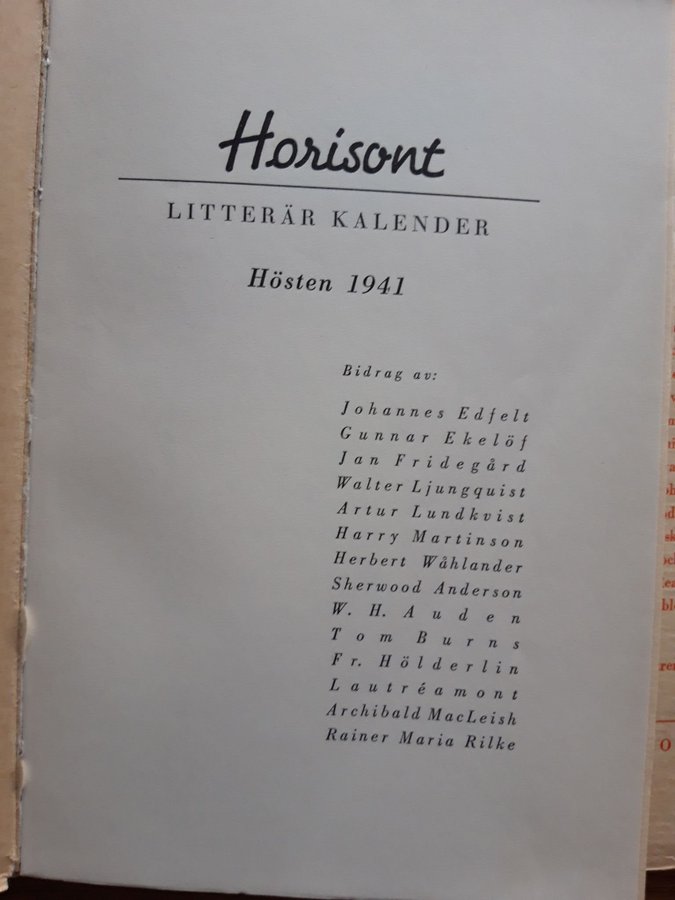 Horisont
LITTERÄR KALENDER
Hösten 1941
Bidrag av:
Johannes Edfelt
Gunnar Ekelöf
Jan Fridegård
Walter Ljungquist
Artur Lundkvist
Harry Martinson
Herbert Wåhlander
Sherwood Anderson
W. H. Auden
Tom Burns
Fr. Hölderlin
Lautréamont
Archibald MacLeish
Rainer Maria Rilke